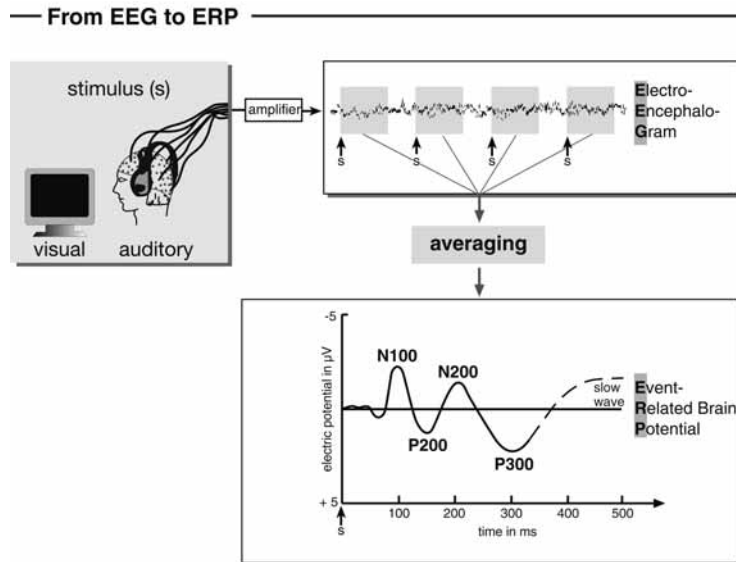 From EEG to ERP
stimulus (s)
visual
auditory
amplifier
Electro-
Encephalo-
Gram
s
s
s
s
averaging
-5
electric potential in µV
+ 5
N100
P200
N200
P300
slow
wave
Event-
Related Brain
Potential
100
200
300
400
500
s
time in ms